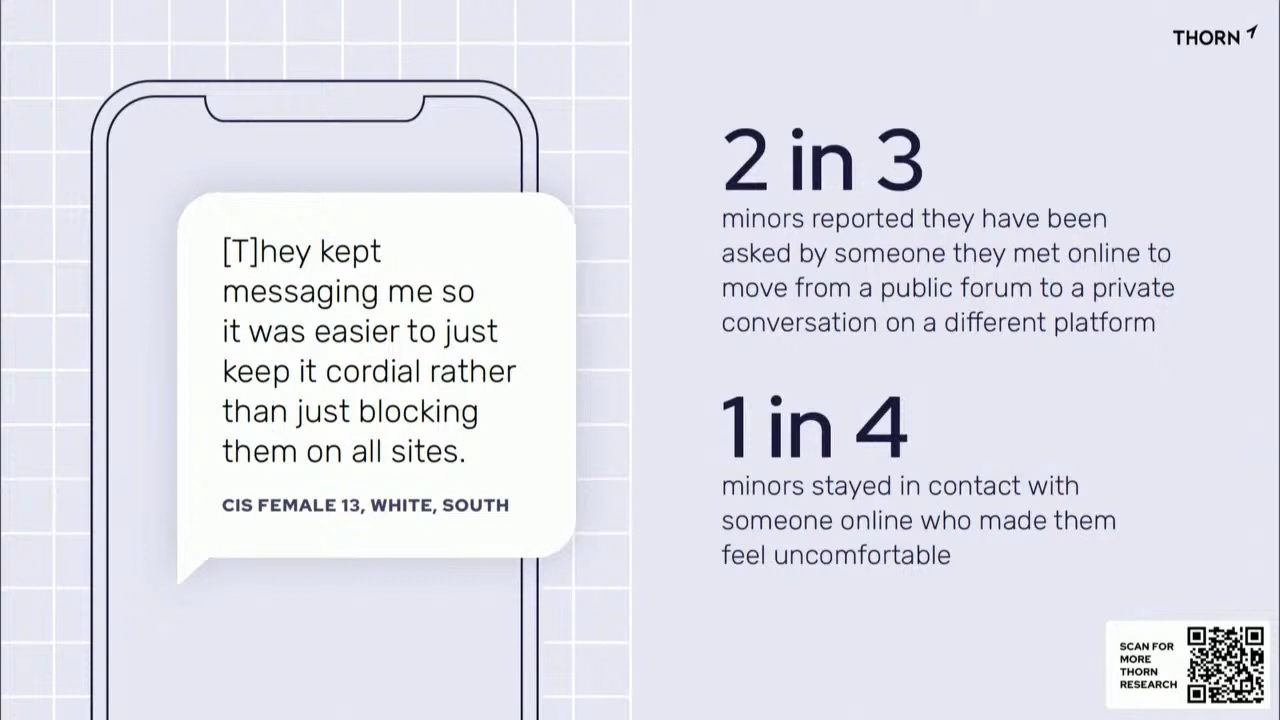 [T]hey kept
messaging me so
it was easier to just
keep it cordial rather
than just blocking
them on all sites.
CIS FEMALE 13, WHITE, SOUTH
THORN
2 in 3
minors reported they have been
asked by someone they met online to
move from a public forum to a private
conversation on a different platform
1 in 4
minors stayed in contact with
someone online who made them
feel uncomfortable
SCAN FOR
MORE
THORN
RESEARCH